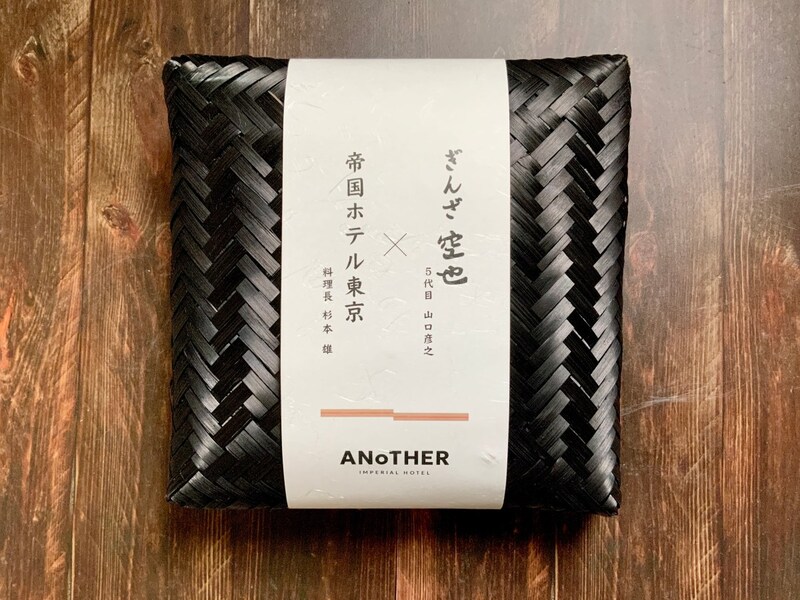 ぎんざ 空也
5代目 山口彦之
×
帝国ホテル東京
料理長 杉本 雄
ANoTHER
IMPERIAL HOTEL